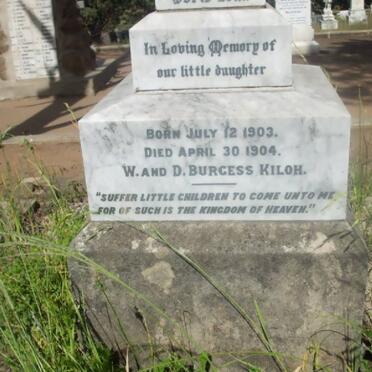 In Loving Memory of
our little daughter
BORN JULY 12 1903.
DIED APRIL 30 1904.
W. AND D. BURGESS KILOH.
"SUFFER LITTLE CHILDREN TO COME UNTO ME
FOR OF SUCH IS THE KINGDOM OF HEAVEN."